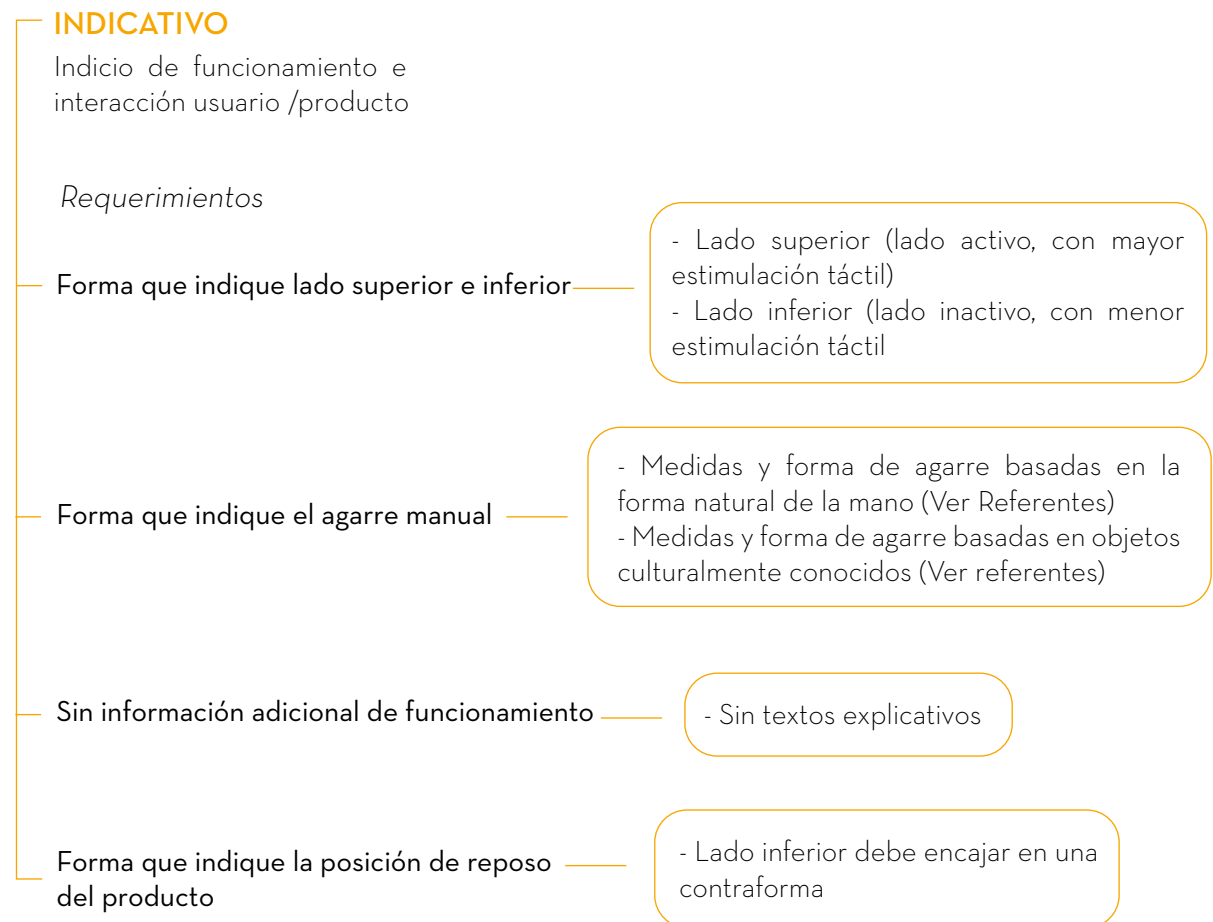 INDICATIVO
Indicio de funcionamiento e
interacción usuario /producto
Requerimientos
Forma que indique lado superior e inferior
- Lado superior (lado activo, con mayor
estimulación táctil)
- Lado inferior (lado inactivo, con menor
estimulación táctil
Forma que indique el agarre manual
- Medidas y forma de agarre basadas en la
forma natural de la mano (Ver Referentes)
- Medidas y forma de agarre basadas en objetos
culturalmente conocidos (Ver referentes)
Sin información adicional de funcionamiento
- Sin textos explicativos
Forma que indique la posición de reposo
del producto
- Lado inferior debe encajar en una
contraforma